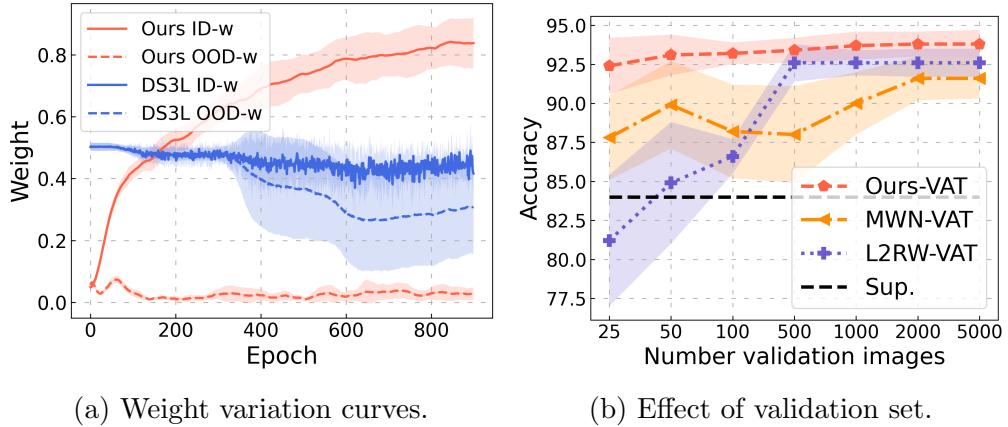 Ours ID-w
Ours OOD-w
DS3L ID-w
DS3L OOD-w
0.8
0.6
0.4
0.2
0.0
Weight
0 200 400 600 800
Epoch
(a) Weight variation curves.
95.0
92.5
90.0
87.5
85.0
82.5
80.0
77.5
Accuracy
Ours-VAT
MWN-VAT
L2RW-VAT
Sup.
25 50 100 500 1000 2000 5000
Number validation images
(b) Effect of validation set.